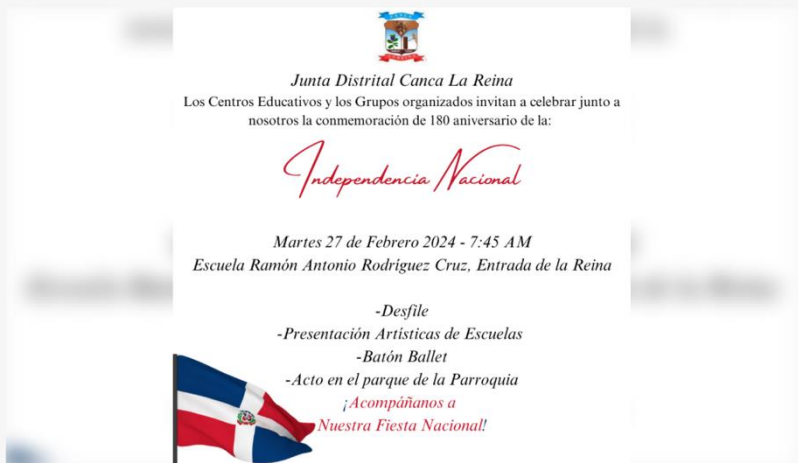 Junta Distrital Canca La Reina
Los Centros Educativos y los Grupos organizados invitan a celebrar junto a
nosotros la conmemoración de 180 aniversario de la:
Independencia Nacional
Martes 27 de Febrero 2024 - 7:45 AM
Escuela Ramón Antonio Rodríguez Cruz, Entrada de la Reina
-Desfile
-Presentación Artísticas de Escuelas
-Batón Ballet
-Acto en el parque de la Parroquia
¡Acompáñanos a
Nuestra Fiesta Nacional!